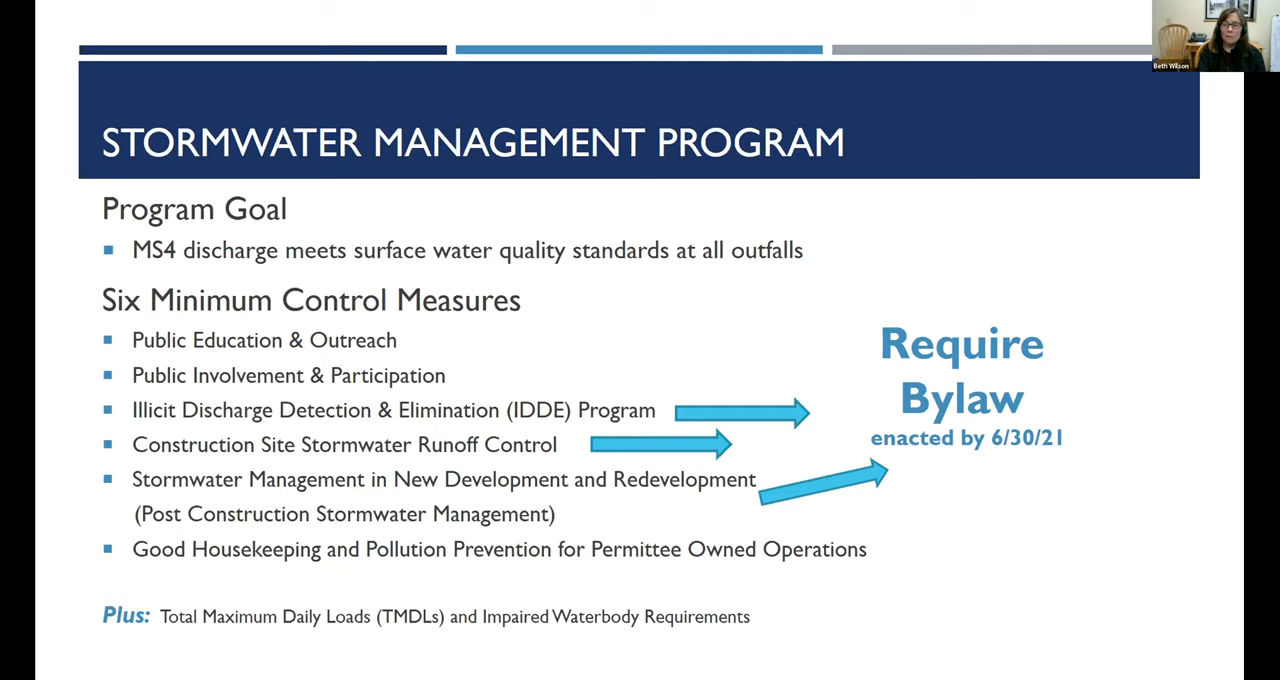 Beth Wilson
STORMWATER MANAGEMENT PROGRAM
Program Goal
MS4 discharge meets surface water quality standards at all outfalls
Six Minimum Control Measures
Public Education & Outreach
Public Involvement & Participation
Illicit Discharge Detection & Elimination (IDDE) Program
Construction Site Stormwater Runoff Control
Stormwater Management in New Development and Redevelopment
(Post Construction Stormwater Management)
Good Housekeeping and Pollution Prevention for Permittee Owned Operations
Require
Bylaw
enacted by 6/30/21
Plus: Total Maximum Daily Loads (TMDLs) and Impaired Waterbody Requirements